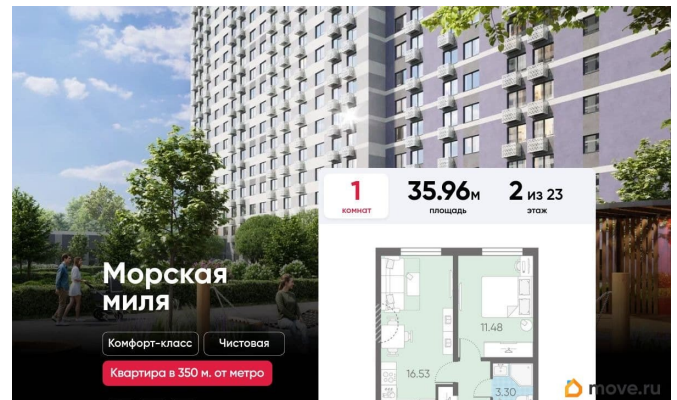 1
комнат
35.96м
площадь
2 из 23
этаж
Морская
миля
Комфорт-класс
Чистовая
Квартира в 350 м. от метро
11.48
16.53
3.30
move.ru